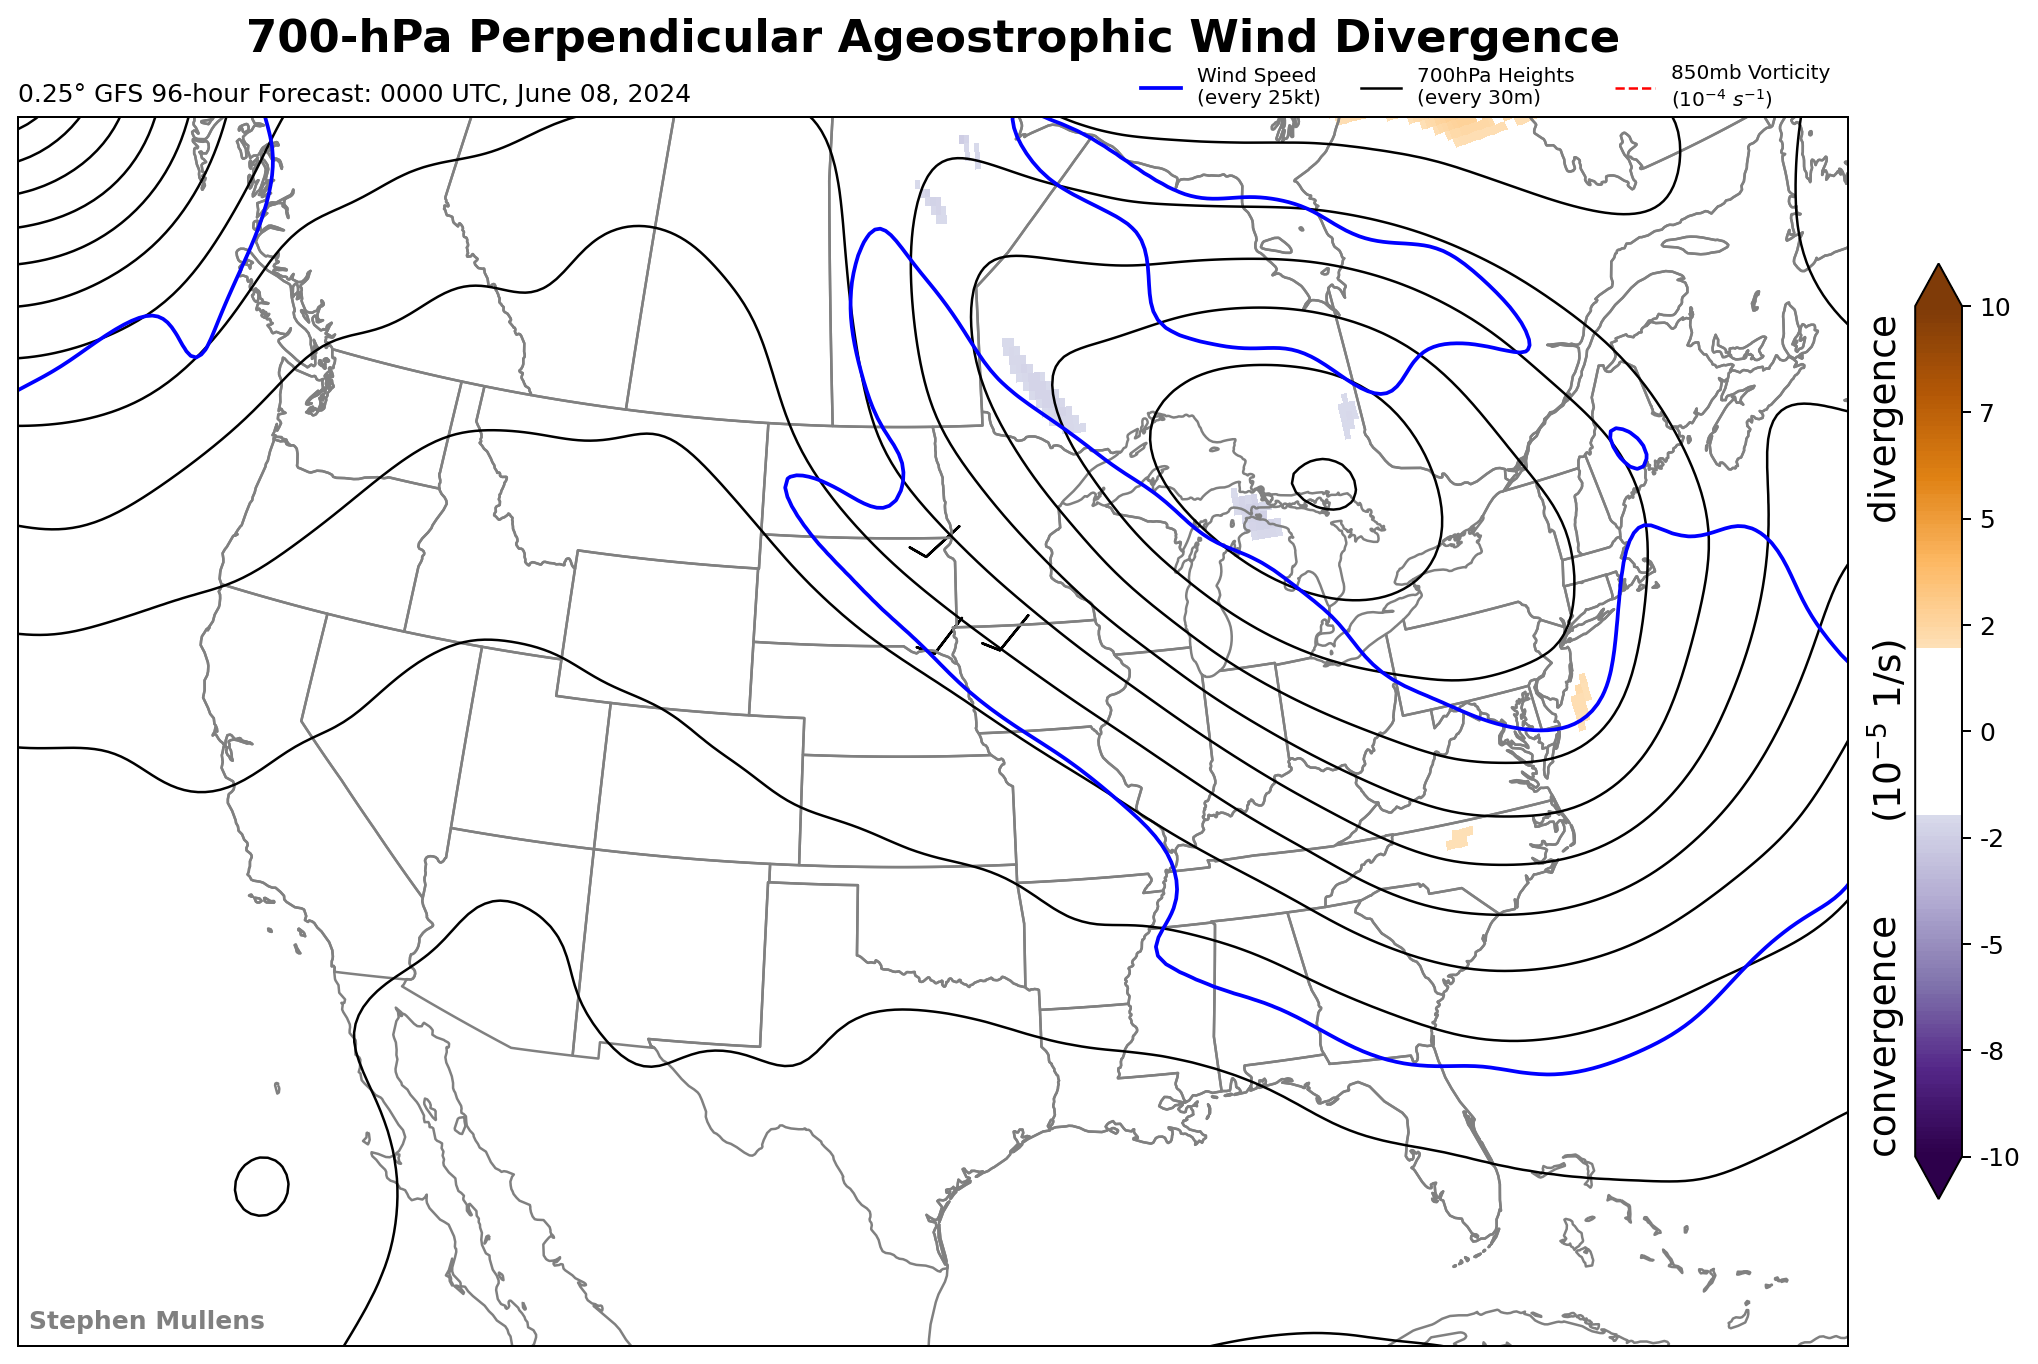 700-hPa Perpendicular Ageostrophic Wind Divergence
0.25° GFS 96-hour Forecast: 0000 UTC, June 08, 2024
Wind Speed
(every 25kt)
700hPa Heights
(every 30m)
850mb Vorticity
(10⁻⁴ s⁻¹)
10
7
5
2
0
-2
-5
-8
-10
convergence (10⁻⁵ 1/s) divergence
Stephen Mullens